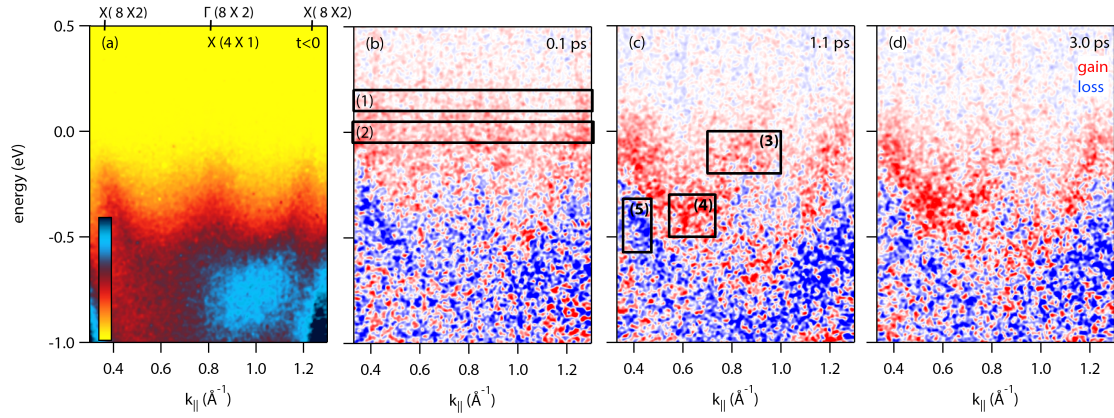 X( 8 X2) Γ (8 X 2) X( 8 X2)
0.5
(a) X (4 X 1) t<0
(b) 0.1 ps
(c) 1.1 ps
(d) 3.0 ps
gain
loss
(1)
0.0
(2)
(3)
energy (eV)
(4)
(5)
-0.5
-1.0
0.4 0.6 0.8 1.0 1.2
0.4 0.6 0.8 1.0 1.2
0.4 0.6 0.8 1.0 1.2
0.4 0.6 0.8 1.0 1.2
k|| (Å-1)
k|| (Å-1)
k|| (Å-1)
k|| (Å-1)